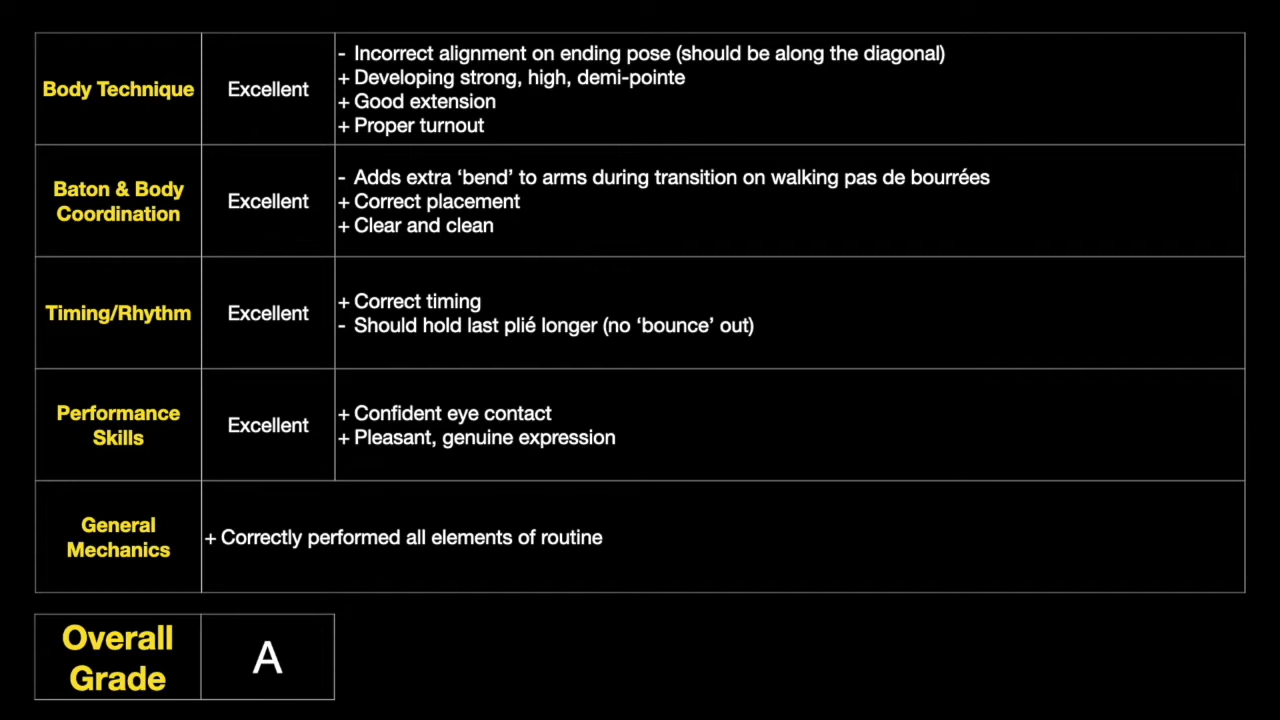 Body Technique
Excellent
- Incorrect alignment on ending pose (should be along the diagonal)
+ Developing strong, high, demi-pointe
+ Good extension
+ Proper turnout
Baton & Body
Coordination
Excellent
- Adds extra ‘bend’ to arms during transition on walking pas de bourrées
+ Correct placement
+ Clear and clean
Timing/Rhythm
Excellent
+ Correct timing
- Should hold last plié longer (no ‘bounce’ out)
Performance
Skills
Excellent
+ Confident eye contact
+ Pleasant, genuine expression
General
Mechanics
+ Correctly performed all elements of routine
Overall
Grade
A